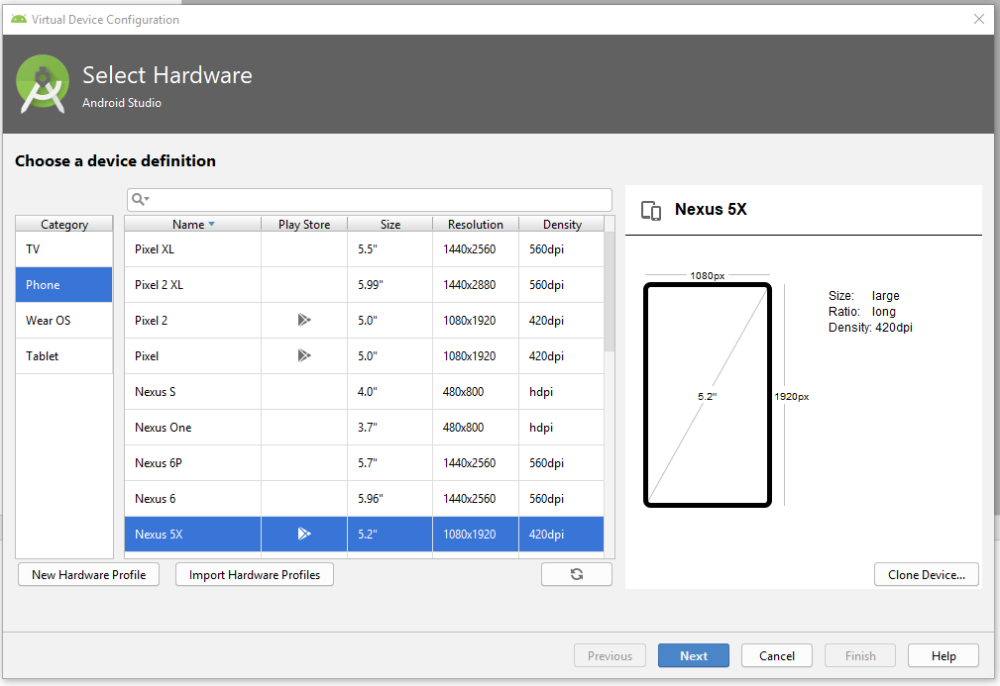 Virtual Device Configuration
Select Hardware
Android Studio
Choose a device definition
Category
TV
Phone
Wear OS
Tablet
Name Play Store Size Resolution Density
Pixel XL 5.5" 1440x2560 560dpi
Pixel 2 XL 5.99" 1440x2880 560dpi
Pixel 2 5.0" 1080x1920 420dpi
Pixel 5.0" 1080x1920 420dpi
Nexus S 4.0" 480x800 hdpi
Nexus One 3.7" 480x800 hdpi
Nexus 6P 5.7" 1440x2560 560dpi
Nexus 6 5.96" 1440x2560 560dpi
Nexus 5X 5.2" 1080x1920 420dpi
New Hardware Profile Import Hardware Profiles
Nexus 5X
1080px
5.2"
1920px
Size: large
Ratio: long
Density: 420dpi
Clone Device...
Previous Next Cancel Finish Help